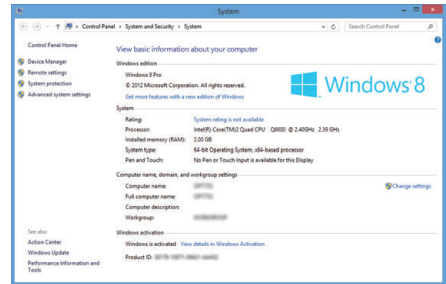 System
Control Panel ▸ System and Security ▸ System
Search Control Panel
Control Panel Home
Device Manager
Remote settings
System protection
Advanced system settings
View basic information about your computer
Windows edition
Windows 8 Pro
© 2012 Microsoft Corporation. All rights reserved.
Get more features with a new edition of Windows
Windows 8
System
Rating: System rating is not available
Processor: Intel(R) Core(TM)2 Quad CPU Q6600 @ 2.40GHz 2.39 GHz
Installed memory (RAM): 2.00 GB
System type: 64-bit Operating System, x64-based processor
Pen and Touch: No Pen or Touch Input is available for this Display
Computer name, domain, and workgroup settings
Computer name:
Change settings
Full computer name:
Computer description:
Workgroup:
Windows activation
Windows is activated View details in Windows Activation
Product ID:
See also
Action Center
Windows Update
Performance Information and
Tools